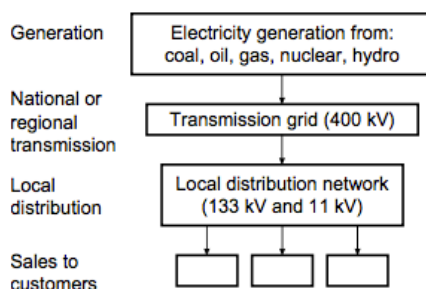 Generation
Electricity generation from:
coal, oil, gas, nuclear, hydro
National or
regional
transmission
Transmission grid (400 kV)
Local
distribution
Local distribution network
(133 kV and 11 kV)
Sales to
customers